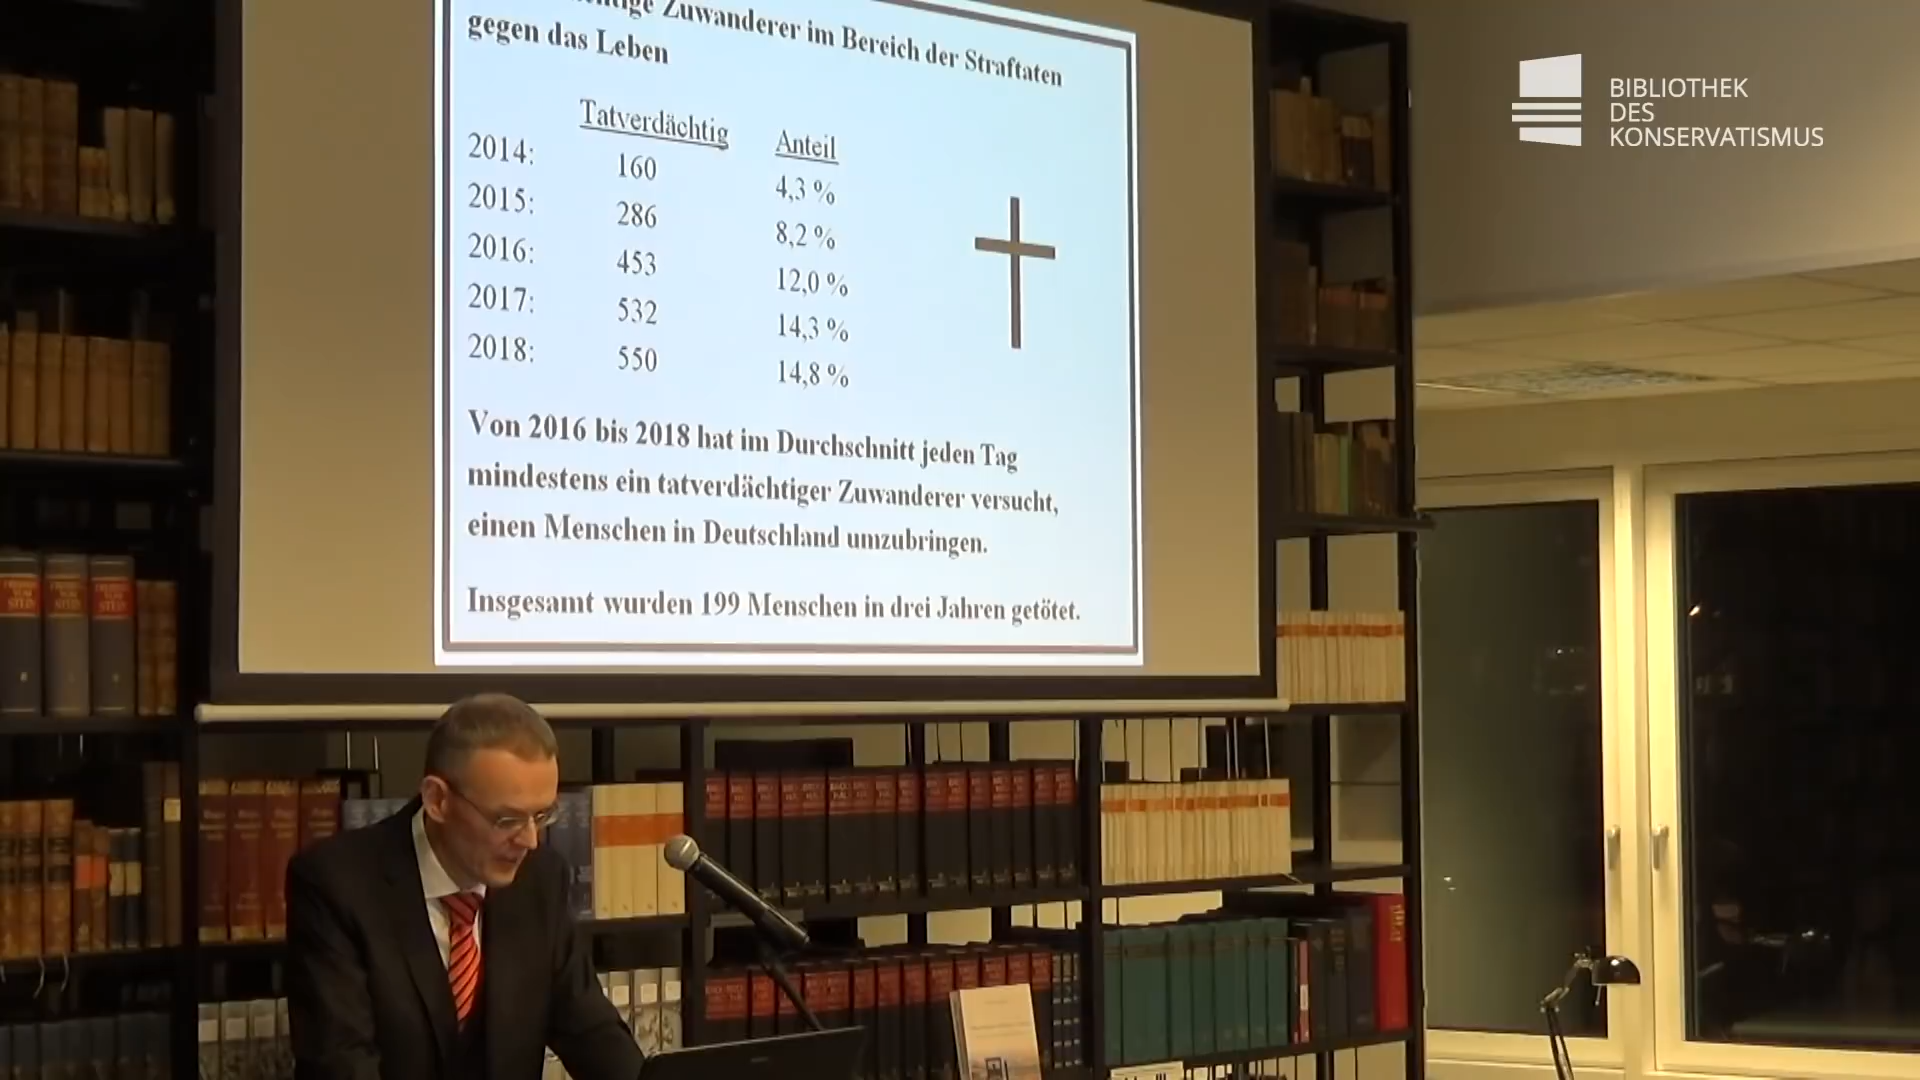 Zuwanderer im Bereich der Straftaten
gegen das Leben
Tatverdächtig Anteil
2014: 160 4,3 %
2015: 286 8,2 %
2016: 453 12,0 %
2017: 532 14,3 %
2018: 550 14,8 %
Von 2016 bis 2018 hat im Durchschnitt jeden Tag
mindestens ein tatverdächtiger Zuwanderer versucht,
einen Menschen in Deutschland umzubringen.
Insgesamt wurden 199 Menschen in drei Jahren getötet.
BIBLIOTHEK
DES
KONSERVATISMUS